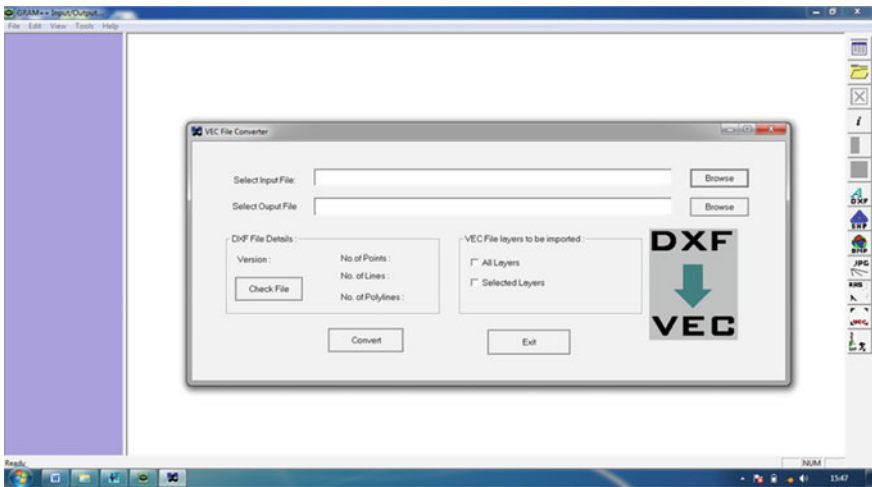 GRAM++ Input/Output...
File Edit View Tools Help
VEC File Converter
Select Input File:
Browse
Select Ouput File
Browse
DXF File Details :
Version :
No.of Points :
No. of Lines :
Check File
No. of Polylines :
VEC File layers to be imported :
All Layers
Selected Layers
DXF
VEC
Convert
Exit
i
DXF
SHP
BMP
JPG
Ready
NUM
15:47